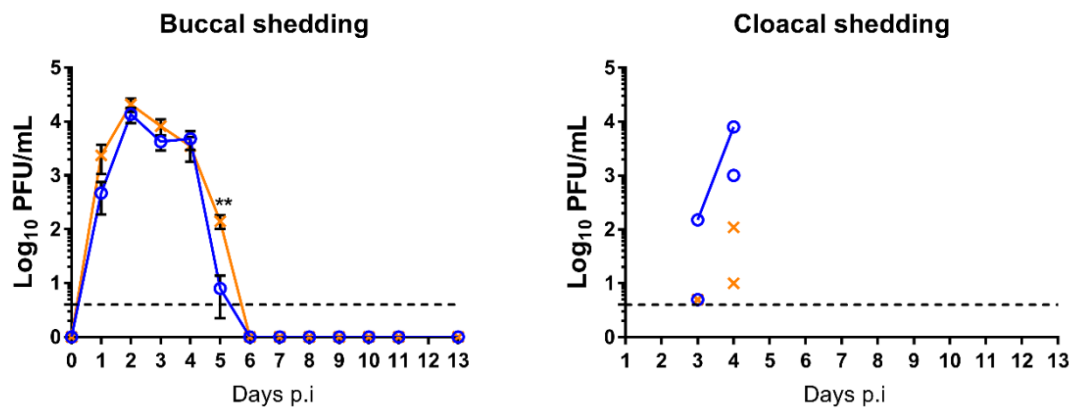 Buccal shedding
Log10 PFU/mL
5
4
3
2
1
0
**
0 1 2 3 4 5 6 7 8 9 10 11 12 13
Days p.i
Cloacal shedding
Log10 PFU/mL
5
4
3
2
1
0
1 2 3 4 5 6 7 8 9 10 11 12 13
Days p.i